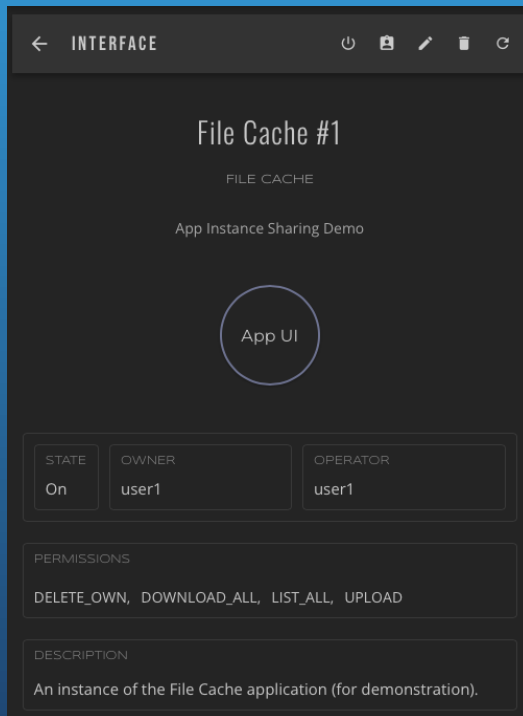 INTERFACE
File Cache #1
FILE CACHE
App Instance Sharing Demo
App UI
STATE OWNER OPERATOR
On user1 user1
PERMISSIONS
DELETE_OWN, DOWNLOAD_ALL, LIST_ALL, UPLOAD
DESCRIPTION
An instance of the File Cache application (for demonstration).